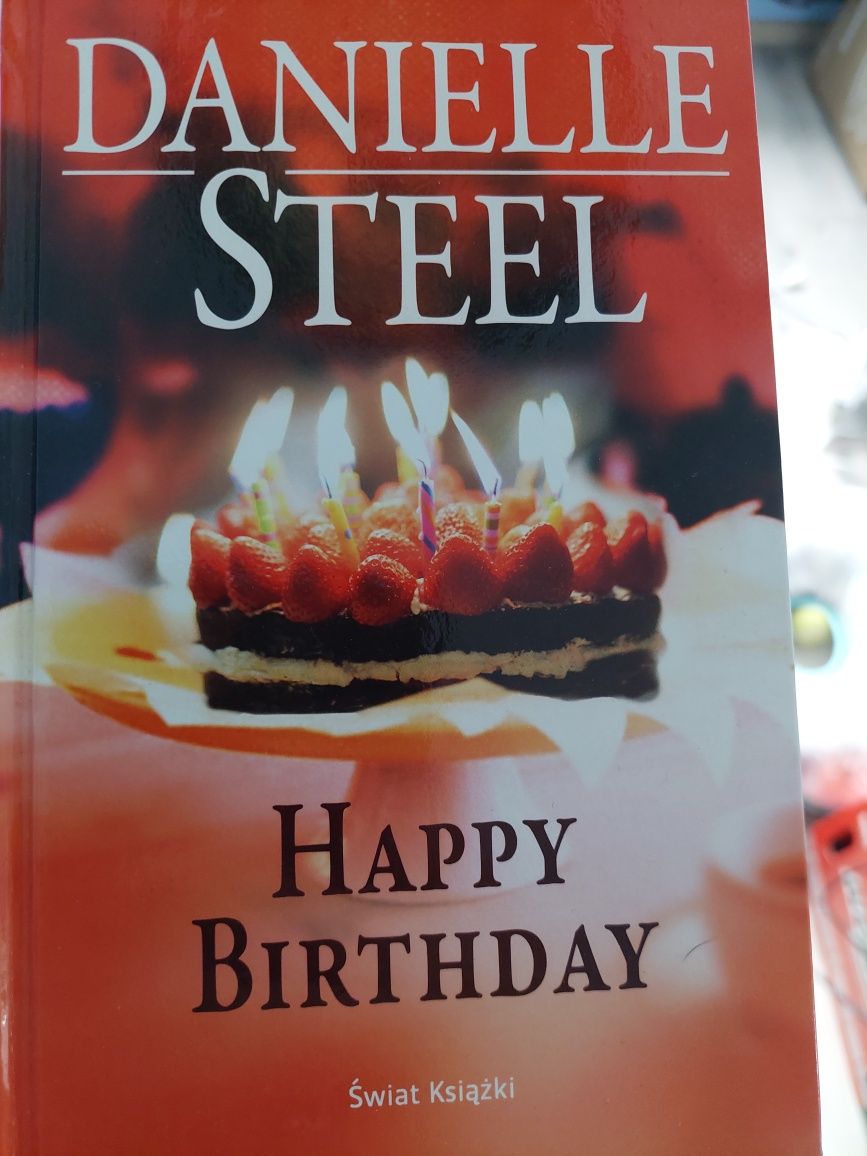 DANIELLE
STEEL
HAPPY
BIRTHDAY
Świat Książki